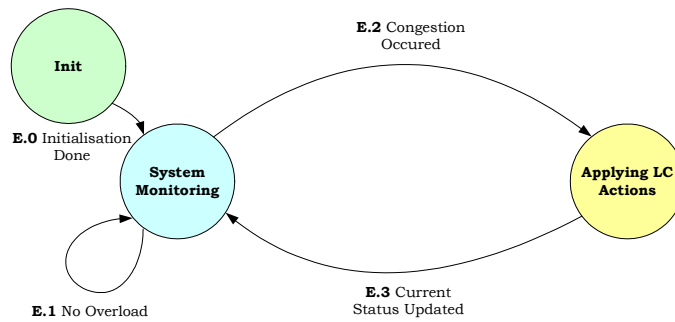 E.2 Congestion
Occured
Init
E.0 Initialisation
Done
System
Monitoring
Applying LC
Actions
E.1 No Overload
E.3 Current
Status Updated